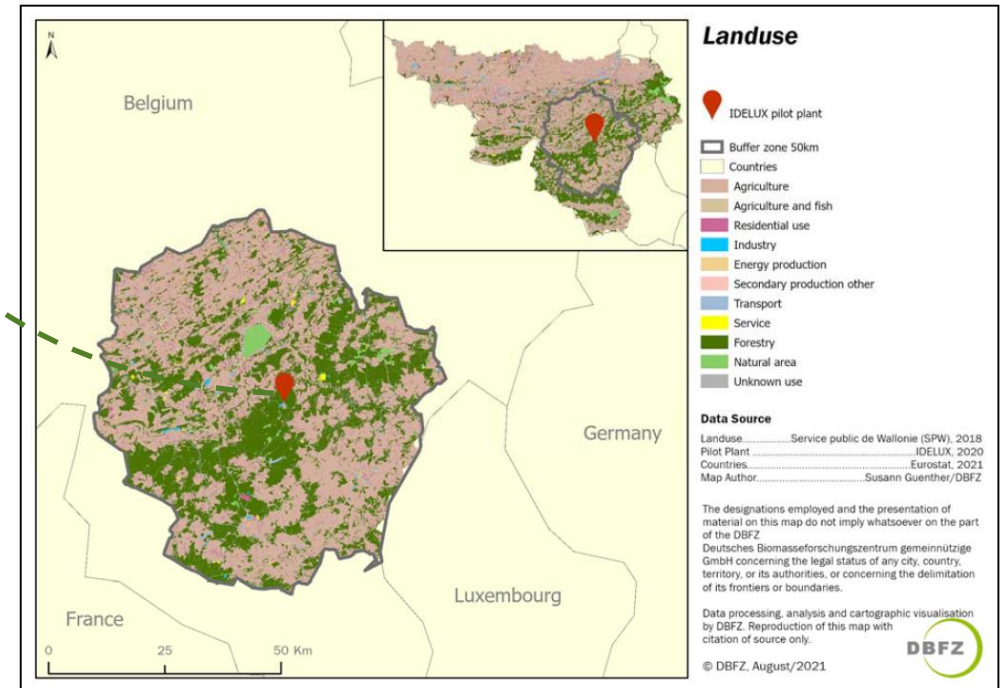 N
Belgium
Germany
Luxembourg
France
0 25 50 Km
Landuse
IDELUX pilot plant
Buffer zone 50km
Countries
Agriculture
Agriculture and fish
Residential use
Industry
Energy production
Secondary production other
Transport
Service
Forestry
Natural area
Unknown use
Data Source
Landuse..............Service public de Wallonie (SPW), 2018
Pilot Plant ................................................IDELUX, 2020
Countries................................................Eurostat, 2021
Map Author................................Susann Guenther/DBFZ
The designations employed and the presentation of
material on this map do not imply whatsoever on the part
of the DBFZ
Deutsches Biomasseforschungszentrum gemeinnützige
GmbH concerning the legal status of any city, country,
territory, or its authorities, or concerning the delimitation
of its frontiers or boundaries.
Data processing, analysis and cartographic visualisation
by DBFZ. Reproduction of this map with
citation of source only.
© DBFZ, August/2021
DBFZ